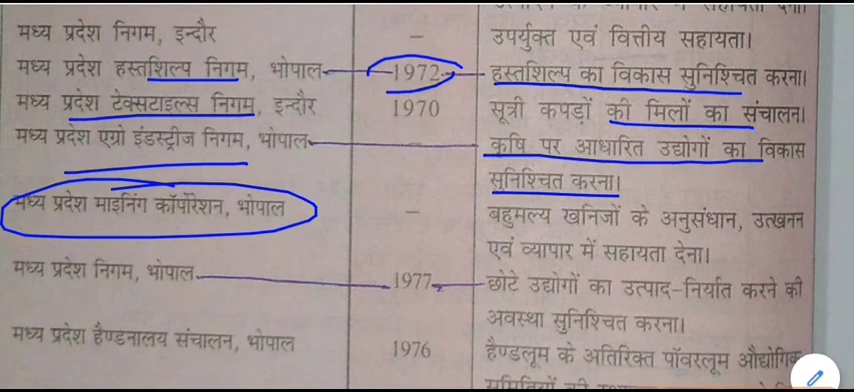 मध्य प्रदेश निगम, इन्दौर – उपर्युक्त एवं वित्तीय सहायता।
मध्य प्रदेश हस्तशिल्प निगम, भोपाल 1972 हस्तशिल्प का विकास सुनिश्चित करना।
मध्य प्रदेश टेक्सटाइल्स निगम, इन्दौर 1970 सूत्री कपड़ों की मिलों का संचालन।
मध्य प्रदेश एग्रो इंडस्ट्रीज निगम, भोपाल – कृषि पर आधारित उद्योगों का विकास
सुनिश्चित करना।
मध्य प्रदेश माइनिंग कॉर्पोरेशन, भोपाल – बहुमल्य खनिजों के अनुसंधान, उत्खनन
एवं व्यापार में सहायता देना।
मध्य प्रदेश निगम, भोपाल 1977 छोटे उद्योगों का उत्पाद-निर्यात करने की
अवस्था सुनिश्चित करना।
मध्य प्रदेश हैण्डनालय संचालन, भोपाल 1976 हैण्डलूम के अतिरिक्त पॉवरलूम औद्योगिक